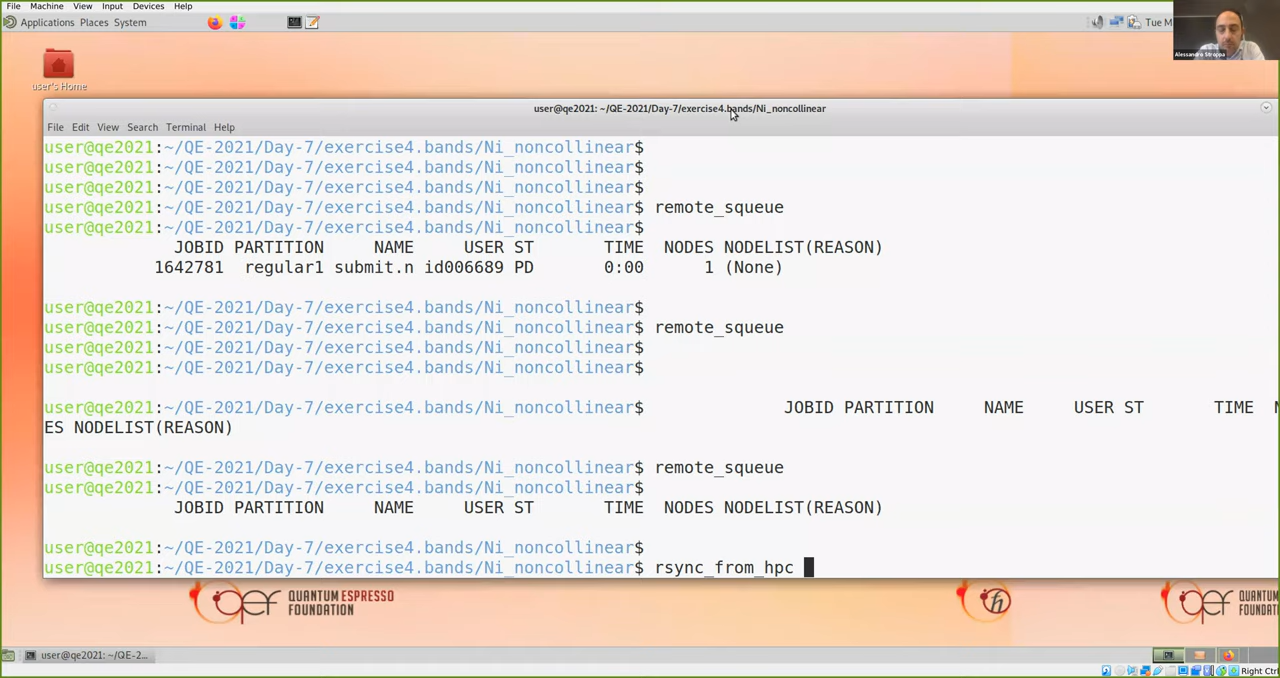 File Machine View Input Devices Help
Applications Places System
Tue M
Alessandro Stroppa
user's Home
user@qe2021: ~/QE-2021/Day-7/exercise4.bands/Ni_noncollinear
File Edit View Search Terminal Help
user@qe2021:~/QE-2021/Day-7/exercise4.bands/Ni_noncollinear$
user@qe2021:~/QE-2021/Day-7/exercise4.bands/Ni_noncollinear$
user@qe2021:~/QE-2021/Day-7/exercise4.bands/Ni_noncollinear$
user@qe2021:~/QE-2021/Day-7/exercise4.bands/Ni_noncollinear$ remote_squeue
user@qe2021:~/QE-2021/Day-7/exercise4.bands/Ni_noncollinear$
JOBID PARTITION NAME USER ST TIME NODES NODELIST(REASON)
1642781 regular1 submit.n id006689 PD 0:00 1 (None)
user@qe2021:~/QE-2021/Day-7/exercise4.bands/Ni_noncollinear$
user@qe2021:~/QE-2021/Day-7/exercise4.bands/Ni_noncollinear$ remote_squeue
user@qe2021:~/QE-2021/Day-7/exercise4.bands/Ni_noncollinear$
user@qe2021:~/QE-2021/Day-7/exercise4.bands/Ni_noncollinear$
user@qe2021:~/QE-2021/Day-7/exercise4.bands/Ni_noncollinear$ JOBID PARTITION NAME USER ST TIME N
ES NODELIST(REASON)
user@qe2021:~/QE-2021/Day-7/exercise4.bands/Ni_noncollinear$ remote_squeue
user@qe2021:~/QE-2021/Day-7/exercise4.bands/Ni_noncollinear$
JOBID PARTITION NAME USER ST TIME NODES NODELIST(REASON)
user@qe2021:~/QE-2021/Day-7/exercise4.bands/Ni_noncollinear$
user@qe2021:~/QE-2021/Day-7/exercise4.bands/Ni_noncollinear$ rsync_from_hpc
QUANTUM ESPRESSO
FOUNDATION
QUANTUM
FOUNDA
user@qe2021: ~/QE-2...
Right Ctrl